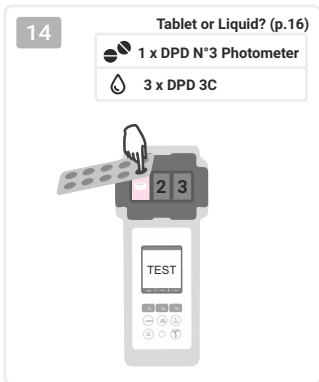 14
Tablet or Liquid? (p.16)
1 x DPD N°3 Photometer
3 x DPD 3C
2 3
TEST